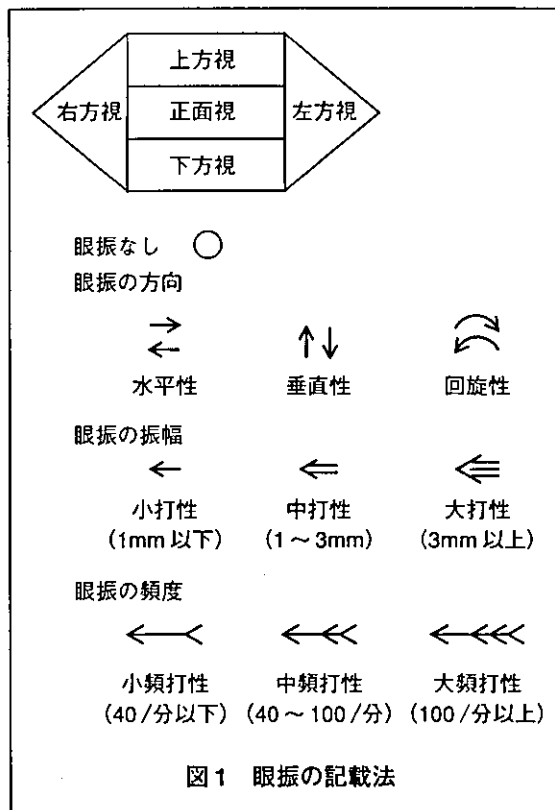 上方視
右方視 正面視 左方視
下方視
眼振なし
眼振の方向
水平性 垂直性 回旋性
眼振の振幅
小打性 中打性 大打性
(1mm 以下) (1～3mm) (3mm 以上)
眼振の頻度
小頻打性 中頻打性 大頻打性
(40/分以下) (40～100/分) (100/分以上)
図1 眼振の記載法